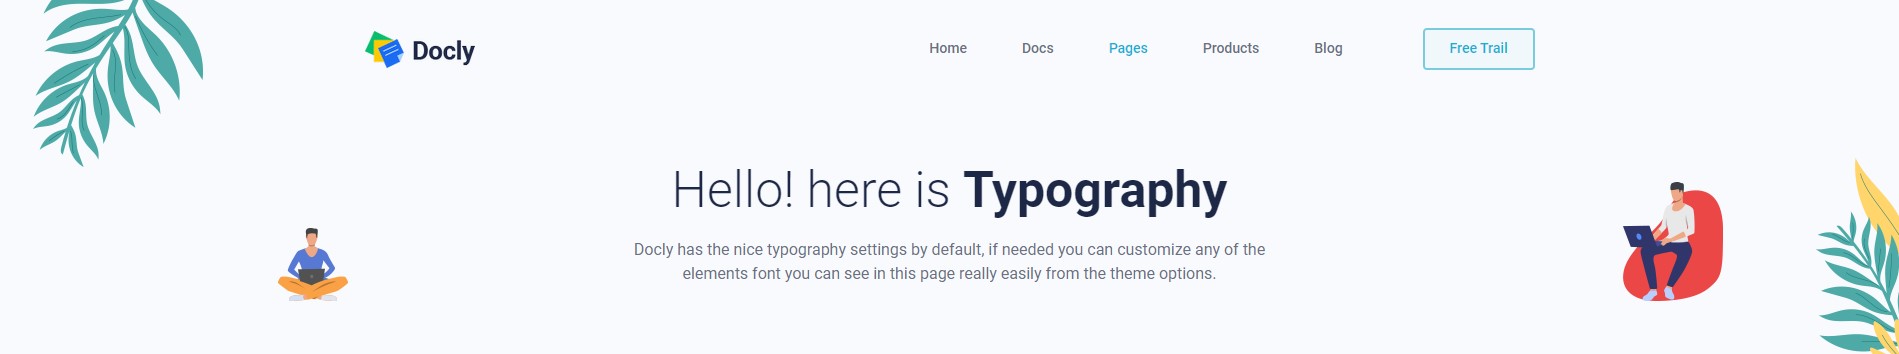 Docly
Home Docs Pages Products Blog Free Trail
Hello! here is Typography
Docly has the nice typography settings by default, if needed you can customize any of the
elements font you can see in this page really easily from the theme options.